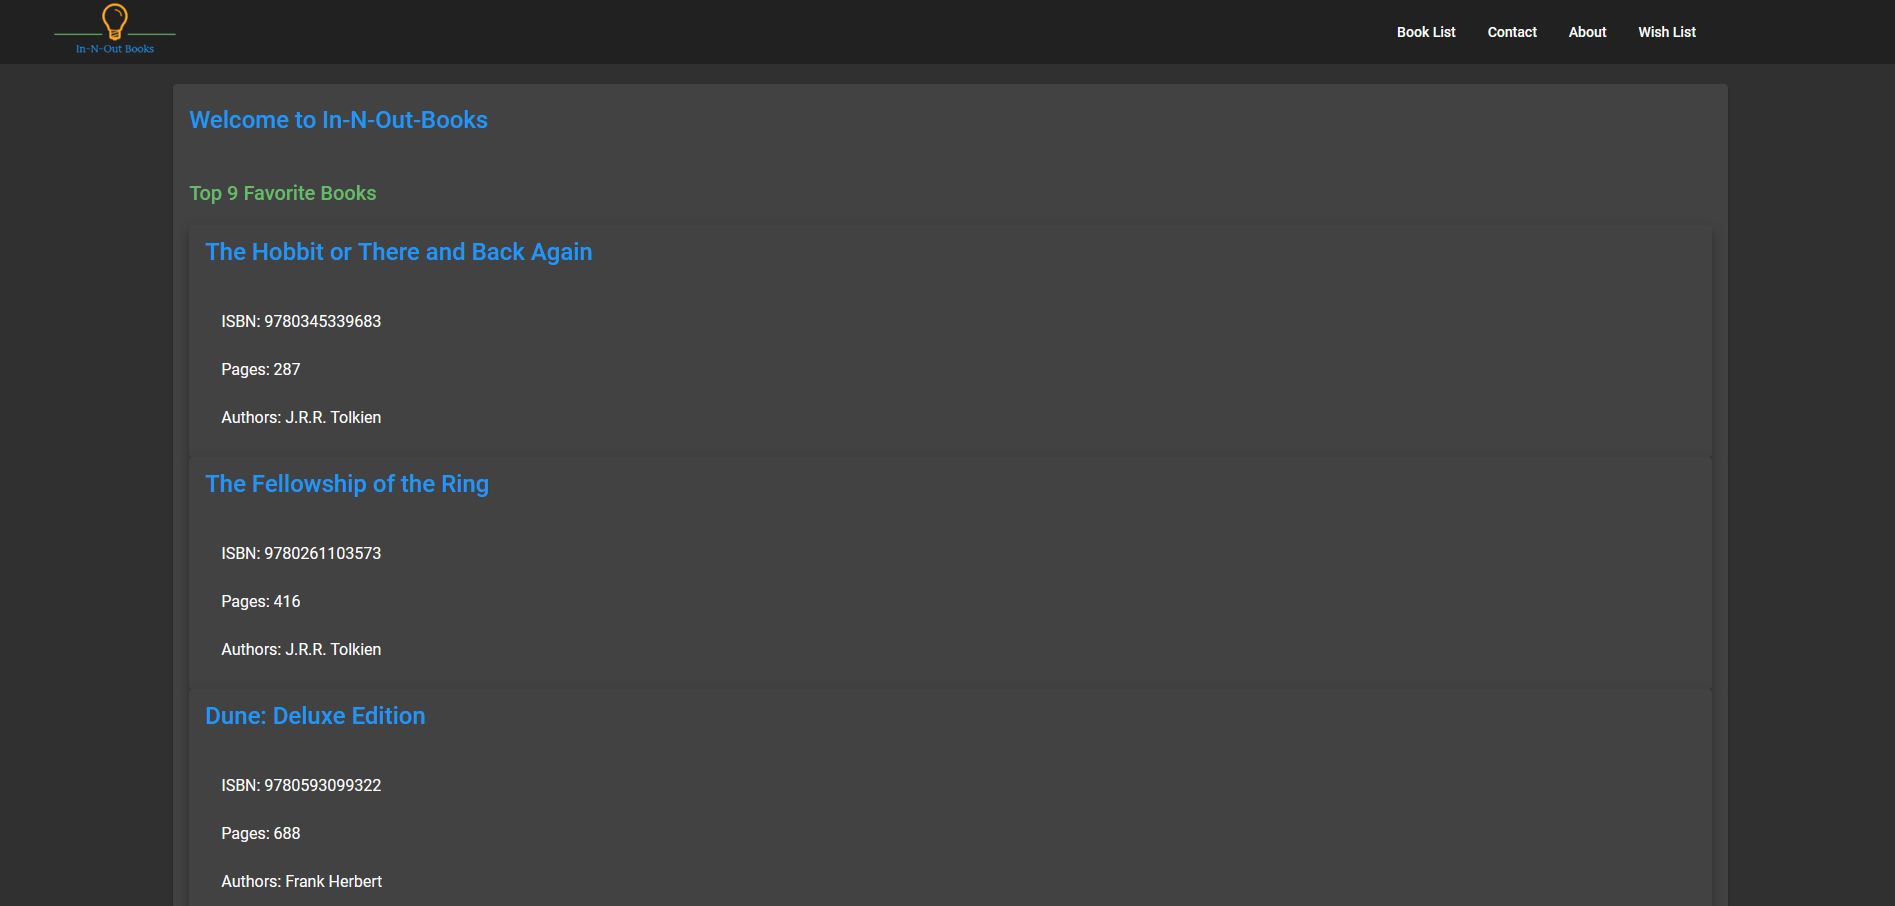 In-N-Out Books
Book List Contact About Wish List
Welcome to In-N-Out-Books
Top 9 Favorite Books
The Hobbit or There and Back Again
ISBN: 9780345339683
Pages: 287
Authors: J.R.R. Tolkien
The Fellowship of the Ring
ISBN: 9780261103573
Pages: 416
Authors: J.R.R. Tolkien
Dune: Deluxe Edition
ISBN: 9780593099322
Pages: 688
Authors: Frank Herbert